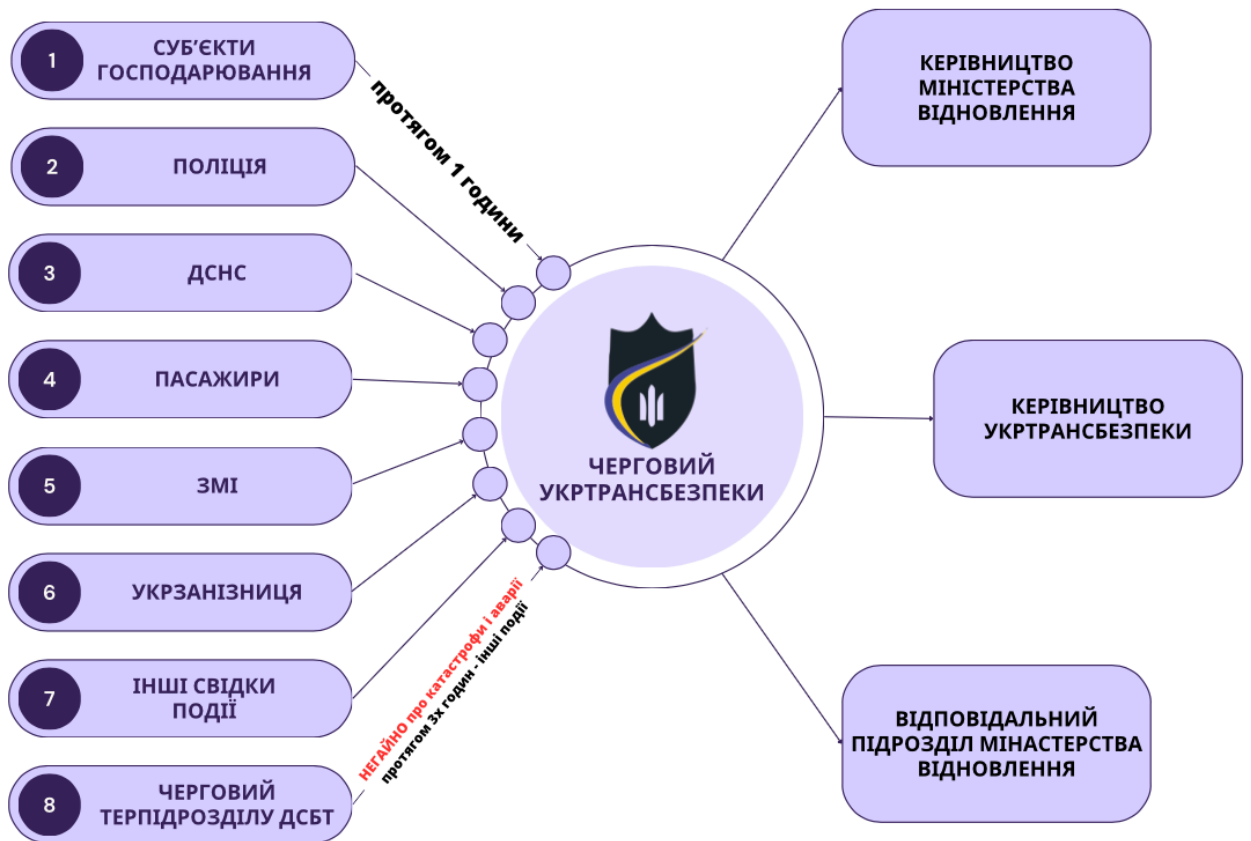 1
СУБ’ЄКТИ
ГОСПОДАРЮВАННЯ
2
ПОЛІЦІЯ
3
ДСНС
4
ПАСАЖИРИ
5
ЗМІ
6
УКРЗАНІЗНИЦЯ
7
ІНШІ СВІДКИ
ПОДІЇ
8
ЧЕРГОВИЙ
ТЕРПІДРОЗДІЛУ ДСБТ
протягом 1 години
НЕГАЙНО про катастрофи і аварії
протягом 3х годин - інші події
ЧЕРГОВИЙ
УКРТРАНСБЕЗПЕКИ
КЕРІВНИЦТВО
МІНІСТЕРСТВА
ВІДНОВЛЕННЯ
КЕРІВНИЦТВО
УКРТРАНСБЕЗПЕКИ
ВІДПОВІДАЛЬНИЙ
ПІДРОЗДІЛ МІНАСТЕРСТВА
ВІДНОВЛЕННЯ